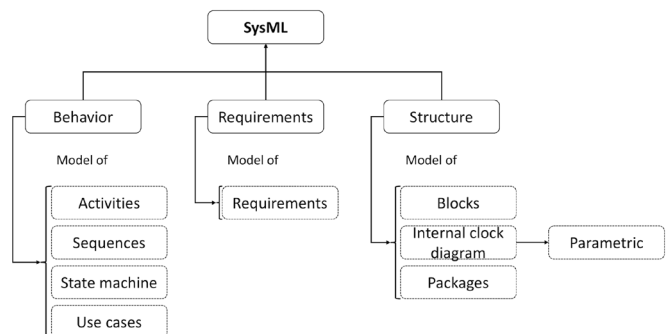 SysML
Behavior
Requirements
Structure
Model of
Model of
Model of
Activities
Requirements
Blocks
Sequences
Internal clock
diagram
Parametric
State machine
Packages
Use cases